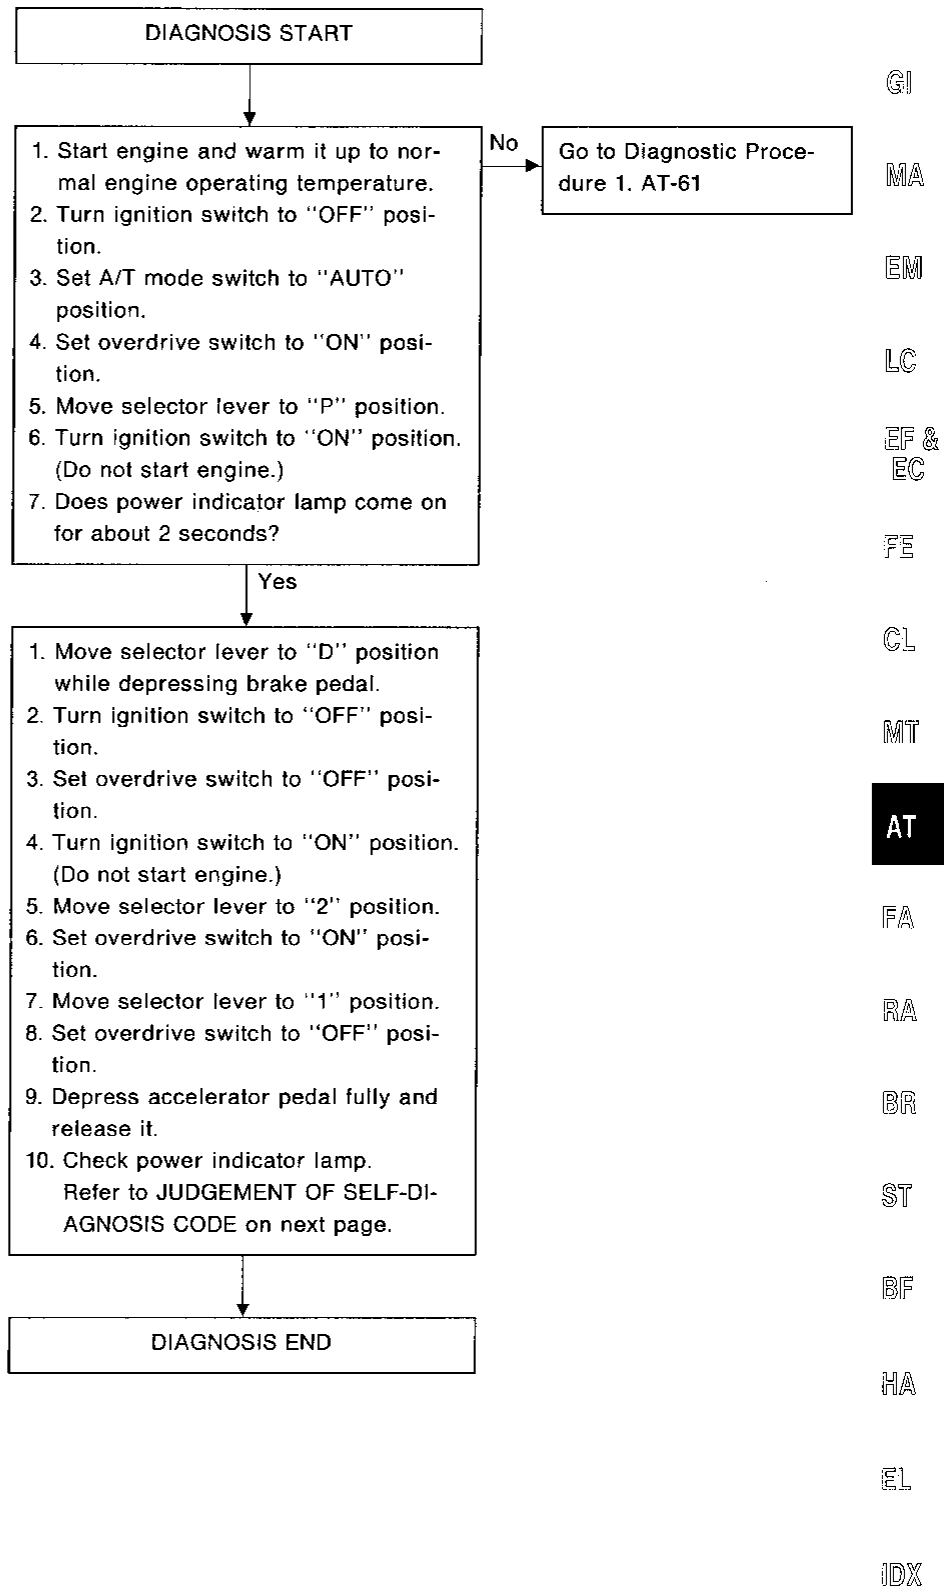 DIAGNOSIS START
1. Start engine and warm it up to nor-
mal engine operating temperature.
2. Turn ignition switch to "OFF" posi-
tion.
3. Set A/T mode switch to "AUTO"
position.
4. Set overdrive switch to "ON" posi-
tion.
5. Move selector lever to "P" position.
6. Turn ignition switch to "ON" position.
(Do not start engine.)
7. Does power indicator lamp come on
for about 2 seconds?
No
Go to Diagnostic Proce-
dure 1. AT-61
Yes
1. Move selector lever to "D" position
while depressing brake pedal.
2. Turn ignition switch to "OFF" posi-
tion.
3. Set overdrive switch to "OFF" posi-
tion.
4. Turn ignition switch to "ON" position.
(Do not start engine.)
5. Move selector lever to "2" position.
6. Set overdrive switch to "ON" posi-
tion.
7. Move selector lever to "1" position.
8. Set overdrive switch to "OFF" posi-
tion.
9. Depress accelerator pedal fully and
release it.
10. Check power indicator lamp.
Refer to JUDGEMENT OF SELF-DI-
AGNOSIS CODE on next page.
DIAGNOSIS END
GI
MA
EM
LC
EF &
EC
FE
CL
MT
AT
FA
RA
BR
ST
BF
HA
EL
IDX